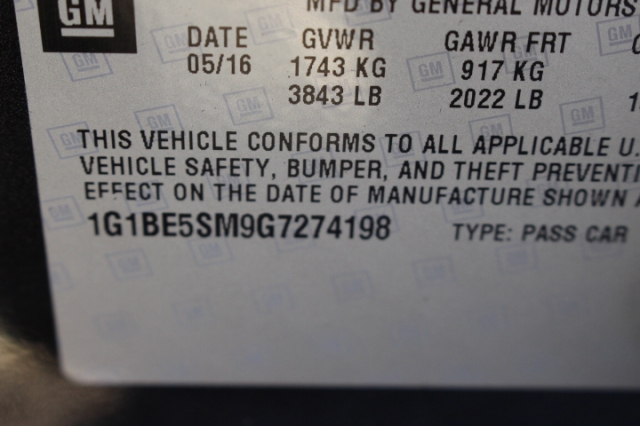 GM
MFD BY GENERAL MOTORS
DATE GVWR GAWR FRT
05/16 1743 KG 917 KG
3843 LB 2022 LB
THIS VEHICLE CONFORMS TO ALL APPLICABLE U.
VEHICLE SAFETY, BUMPER, AND THEFT PREVENTI
EFFECT ON THE DATE OF MANUFACTURE SHOWN
1G1BE5SM9G7274198 TYPE: PASS CAR